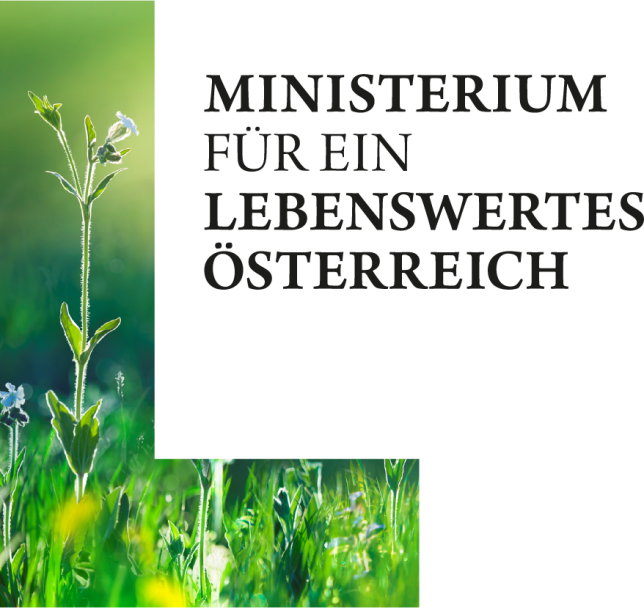 MINISTERIUM
FÜR EIN
LEBENSWERTES
ÖSTERREICH